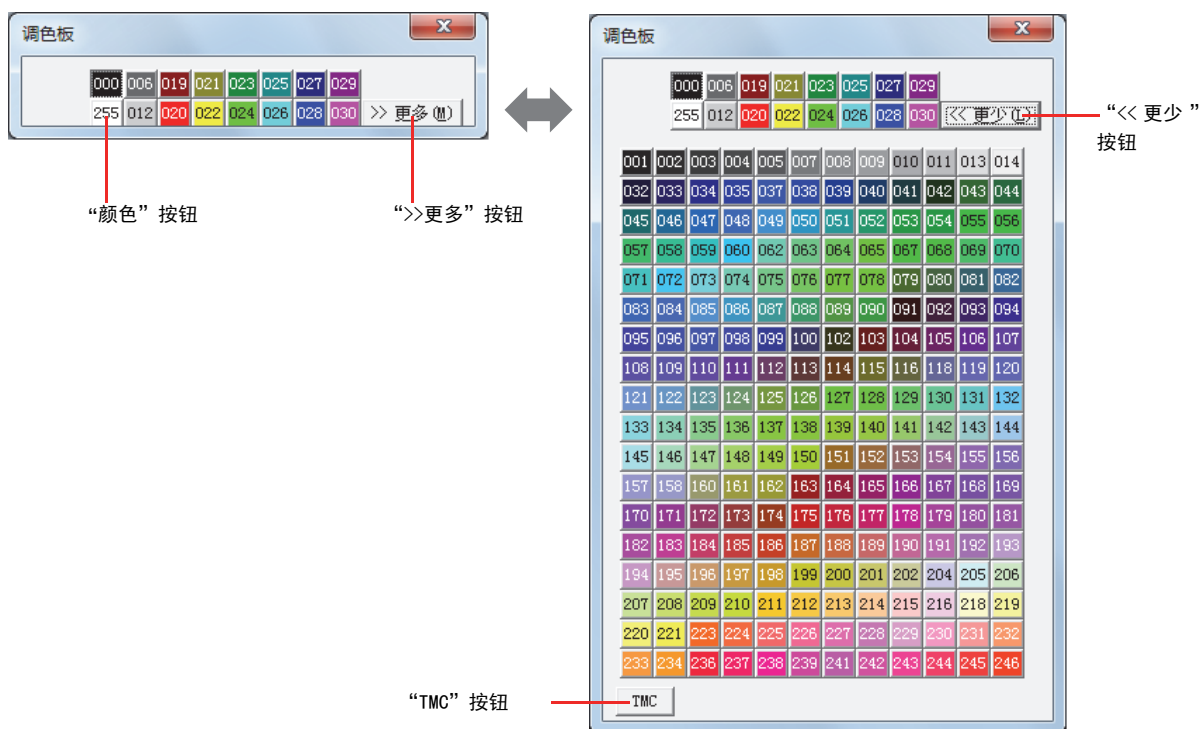 调色板
000 006 019 021 023 025 027 029
255 012 020 022 024 026 028 030 >> 更多(M)
“颜色”按钮
“>>更多”按钮
调色板
000 006 019 021 023 025 027 029
255 012 020 022 024 026 028 030 << 更少(L)
“<< 更少 ”
按钮
001 002 003 004 005 007 008 009 010 011 013 014
032 033 034 035 037 038 039 040 041 042 043 044
045 046 047 048 049 050 051 052 053 054 055 056
057 058 059 060 062 063 064 065 067 068 069 070
071 072 073 074 075 076 077 078 079 080 081 082
083 084 085 086 087 088 089 090 091 092 093 094
095 096 097 098 099 100 102 103 104 105 106 107
108 109 110 111 112 113 114 115 116 118 119 120
121 122 123 124 125 126 127 128 129 130 131 132
133 134 135 136 137 138 139 140 141 142 143 144
145 146 147 148 149 150 151 152 153 154 155 156
157 158 160 161 162 163 164 165 166 167 168 169
170 171 172 173 174 175 176 177 178 179 180 181
182 183 184 185 186 187 188 189 190 191 192 193
194 195 196 197 198 199 200 201 202 204 205 206
207 208 209 210 211 212 213 214 215 216 218 219
220 221 223 224 225 226 227 228 229 230 231 232
233 234 236 237 238 239 241 242 243 244 245 246
“TMC”按钮
TMC